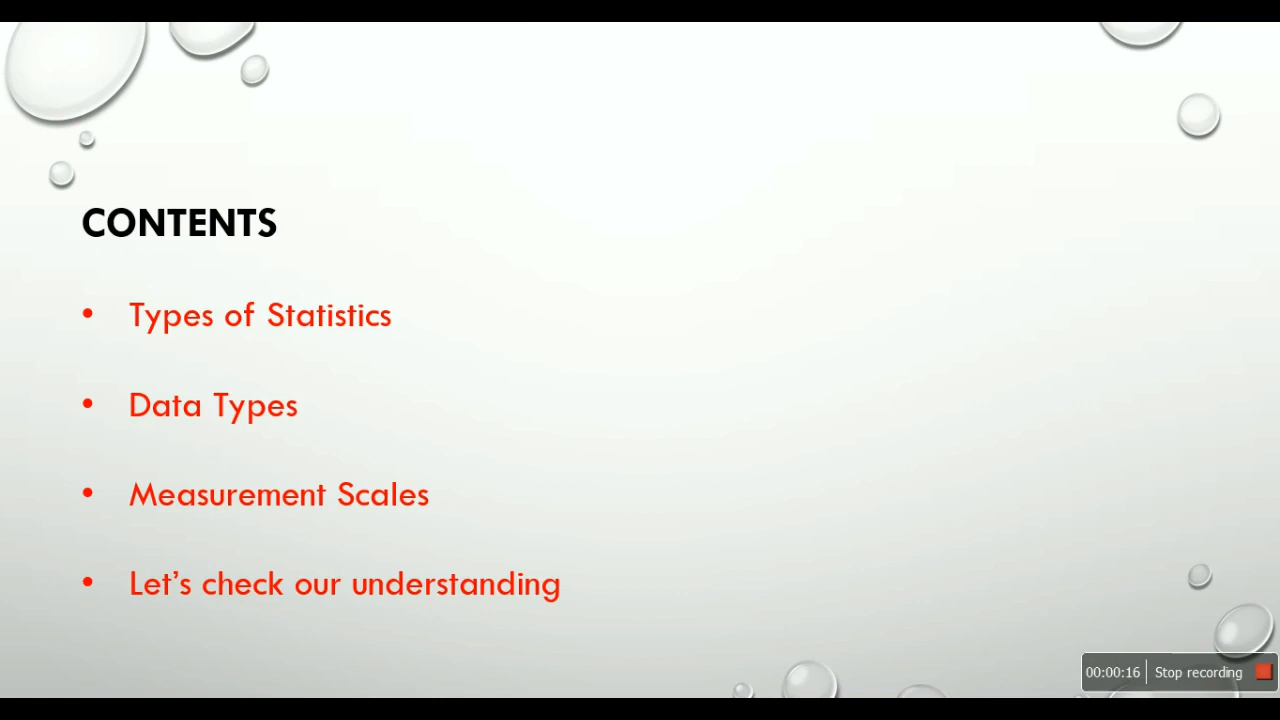 CONTENTS
• Types of Statistics
• Data Types
• Measurement Scales
• Let’s check our understanding
00:00:16 Stop recording